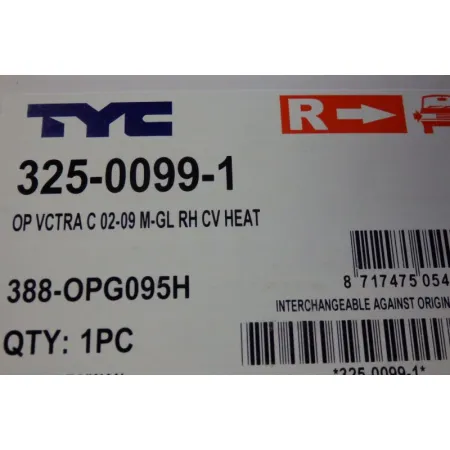 TYC
R
325-0099-1
OP VCTRA C 02-09 M-GL RH CV HEAT
388-OPG095H
8 717475 054
INTERCHANGEABLE AGAINST ORIGIN
QTY: 1PC
*325 0099-1*